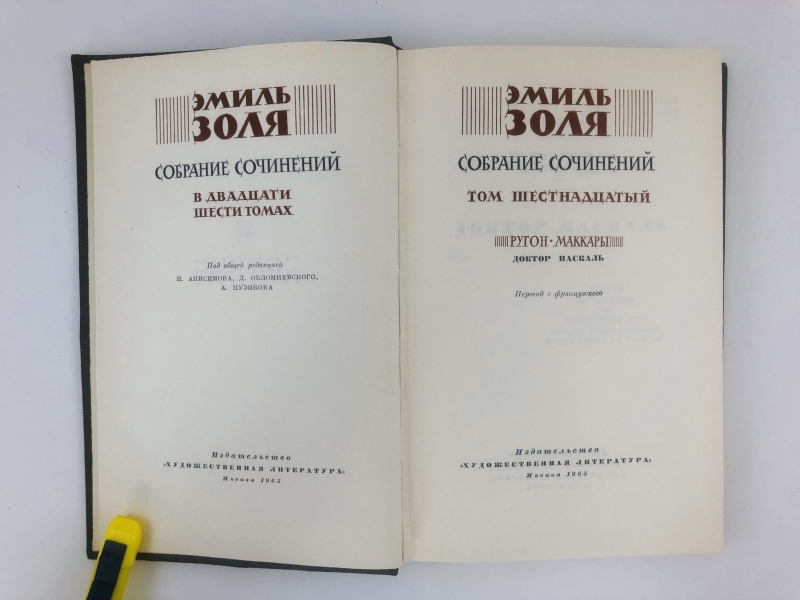 ЭМИЛЬ
ЗОЛЯ
СОБРАНИЕ СОЧИНЕНИЙ
В ДВАДЦАТИ
ШЕСТИ ТОМАХ
Под общей редакцией
И. АНИСИМОВА, Д. ОБЛОМИЕВСКОГО,
А. ПУЗИКОВА
Издательство
«ХУДОЖЕСТВЕННАЯ ЛИТЕРАТУРА»
Москва 1965
ЭМИЛЬ
ЗОЛЯ
СОБРАНИЕ СОЧИНЕНИЙ
ТОМ ШЕСТНАДЦАТЫЙ
РУГОН · МАККАРЫ
ДОКТОР ПАСКАЛЬ
Перевод с французского
Издательство
«ХУДОЖЕСТВЕННАЯ ЛИТЕРАТУРА»
Москва 1965